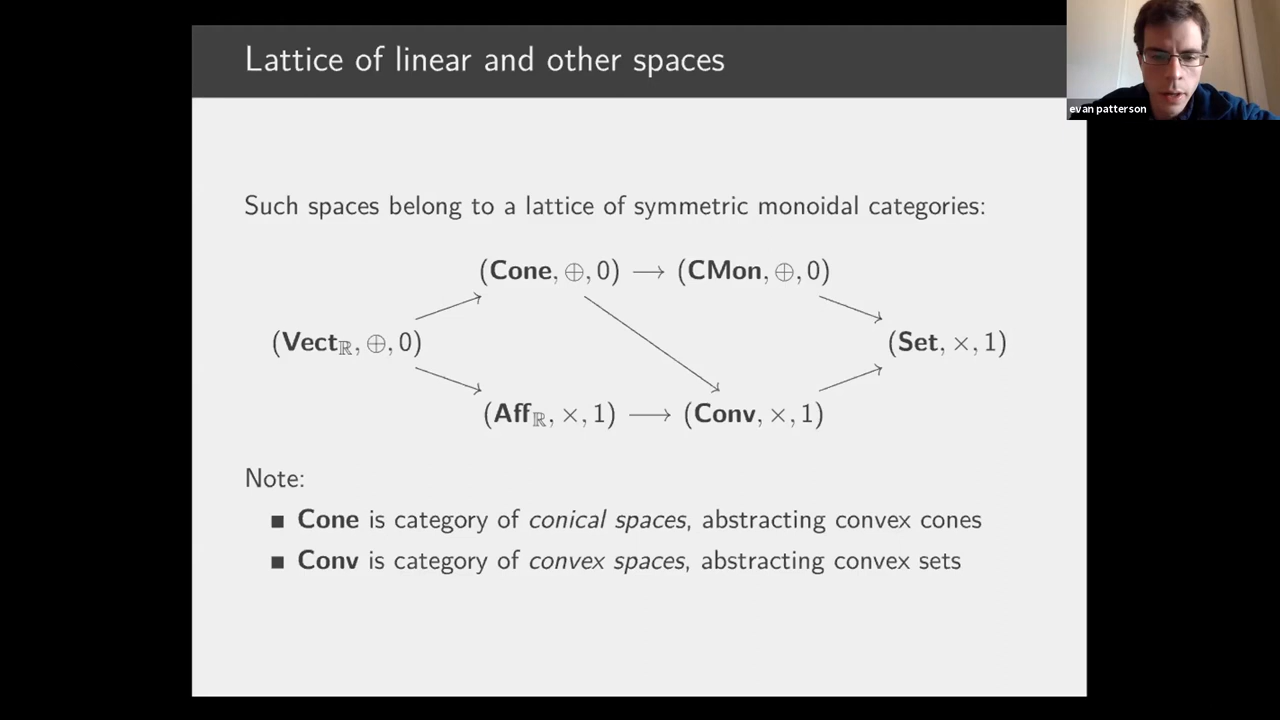 Lattice of linear and other spaces
evan patterson
Such spaces belong to a lattice of symmetric monoidal categories:
(Cone, ⊕, 0) ⟶ (CMon, ⊕, 0)
(Vectℝ, ⊕, 0)
(Set, ×, 1)
(Affℝ, ×, 1) ⟶ (Conv, ×, 1)
Note:
■ Cone is category of conical spaces, abstracting convex cones
■ Conv is category of convex spaces, abstracting convex sets